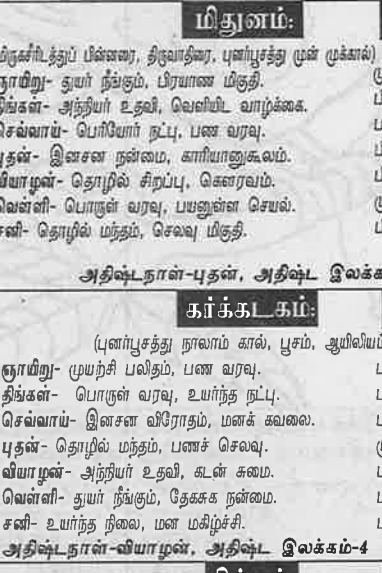 மிதுனம்:
மிருகசீரிடத்துப் பின்னரை, திருவாதிரை, புனர்பூசத்து முன் முக்கால்)
ஞாயிறு- துயர் நீங்கும், பிரயாண மிகுதி.
திங்கள்- அந்நியர் உதவி, வெளியிட வாழ்க்கை.
செவ்வாய்- பெரியோர் நட்பு, பண வரவு.
புதன்- இனசன நன்மை, காரியானுகூலம்.
வியாழன்- தொழில் சிறப்பு, கௌரவம்.
வெள்ளி- பொருள் வரவு, பயனுள்ள செயல்.
சனி- தொழில் மந்தம், செலவு மிகுதி.
அதிஷ்டநாள்-புதன், அதிஷ்ட இலக்க
கர்க்கடகம்:
(புனர்பூசத்து நாலாம் கால், பூசம், ஆயிலியம்
ஞாயிறு- முயற்சி பலிதம், பண வரவு.
திங்கள்- பொருள் வரவு, உயர்ந்த நட்பு.
செவ்வாய்- இனசன விரோதம், மனக் கவலை.
புதன்- தொழில் மந்தம், பணச் செலவு.
வியாழன்- அந்நியர் உதவி, கடன் சுமை.
வெள்ளி- துயர் நீங்கும், தேகசுக நன்மை.
சனி- உயர்ந்த நிலை, மன மகிழ்ச்சி.
அதிஷ்டநாள்-வியாழன், அதிஷ்ட இலக்கம்-4